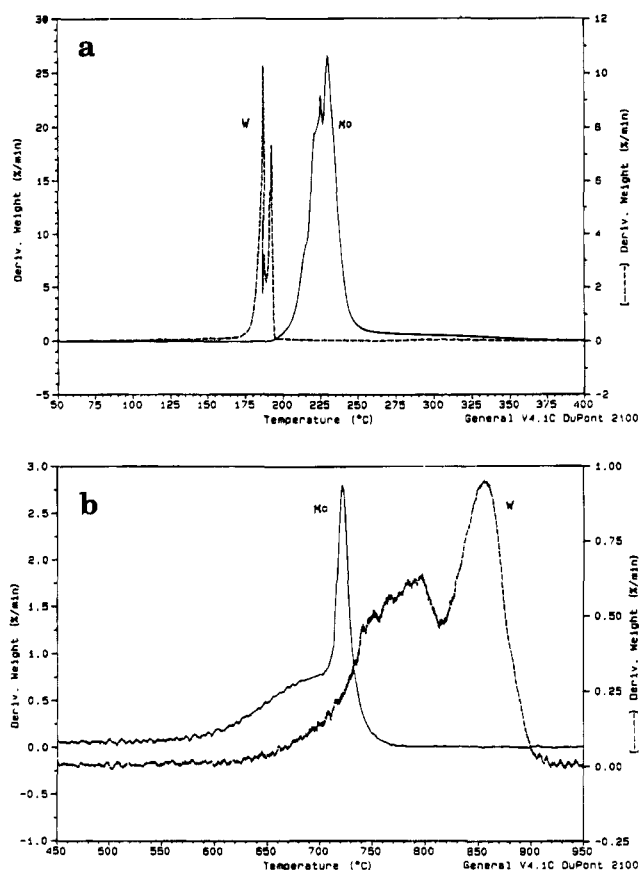 a
30
25
20
15
10
5
0
-5
Deriv. Weight (%/min)
W
Mo
12
10
8
6
4
2
0
-2
[-----] Deriv. Weight (%/min)
50 75 100 125 150 175 200 225 250 275 300 325 350 375 400
Temperature (°C)
General V4.1C DuPont 2100
b
3.0
2.5
2.0
1.5
1.0
0.5
0.0
-0.5
-1.0
Deriv. Weight (%/min)
Mo
W
1.00
0.75
0.50
0.25
0.00
-0.25
[-----] Deriv. Weight (%/min)
450 500 550 600 650 700 750 800 850 900 950
Temperature (°C)
General V4.1C DuPont 2100